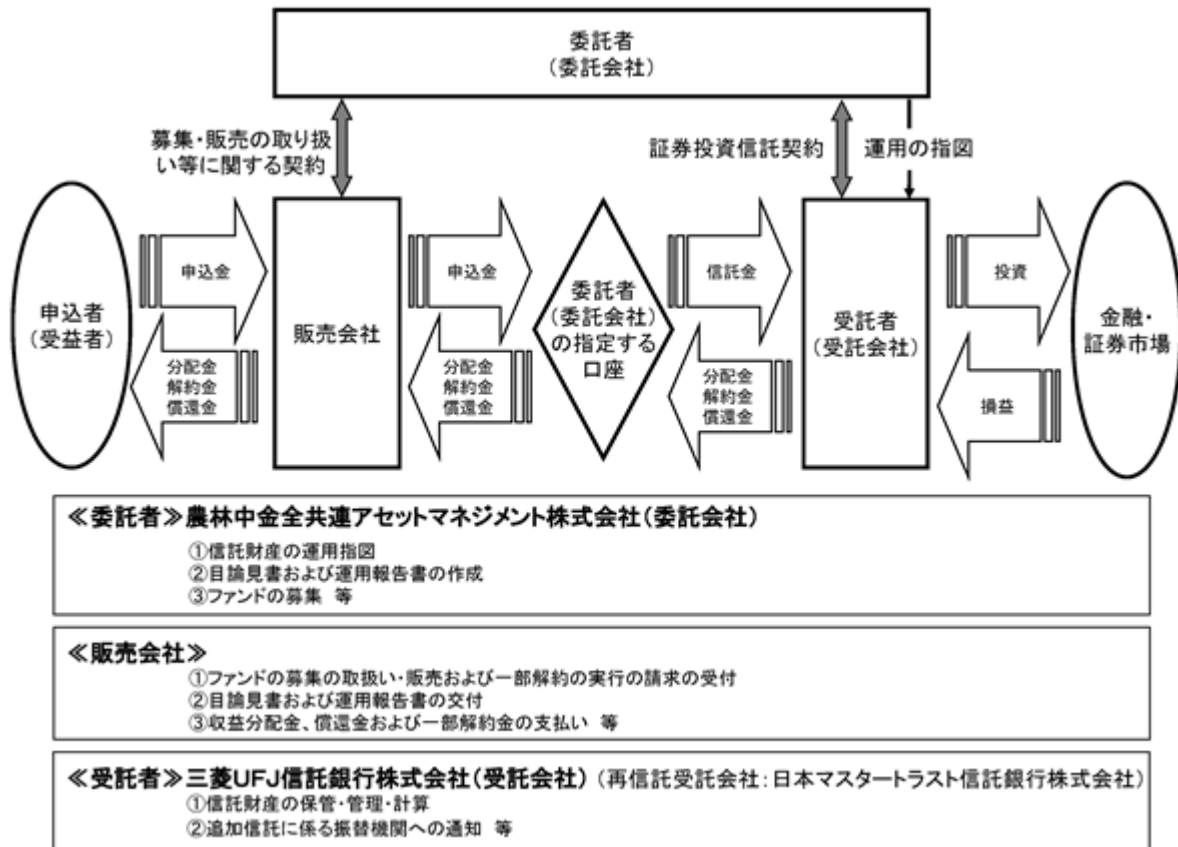 委託者
(委託会社)
募集・販売の取り扱
い等に関する契約
証券投資信託契約
運用の指図
申込者
(受益者)
申込金
分配金
解約金
償還金
販売会社
申込金
分配金
解約金
償還金
委託者
(委託会社)
の指定する
口座
信託金
分配金
解約金
償還金
受託者
(受託会社)
投資
損益
金融・
証券市場
≪委託者≫農林中金全共連アセットマネジメント株式会社(委託会社)
①信託財産の運用指図
②目論見書および運用報告書の作成
③ファンドの募集 等
≪販売会社≫
①ファンドの募集の取扱い・販売および一部解約の実行の請求の受付
②目論見書および運用報告書の交付
③収益分配金、償還金および一部解約金の支払い 等
≪受託者≫三菱UFJ信託銀行株式会社(受託会社) (再信託受託会社:日本マスタートラスト信託銀行株式会社)
①信託財産の保管・管理・計算
②追加信託に係る振替機関への通知 等